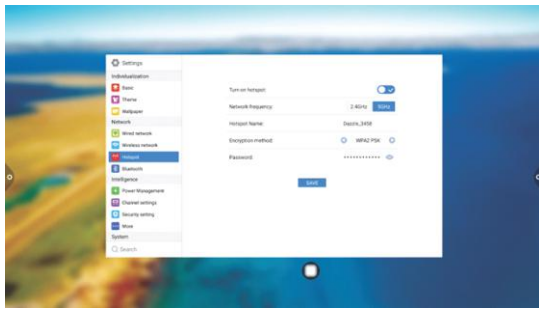 Settings
Individualization
Basic
Theme
Wallpaper
Network
Wired network
Wireless network
Hotspot
Bluetooth
Intelligence
Power Management
Channel settings
Security setting
More
System
Search
Turn on hotspot:
Network frequency: 2.4GHz 5GHz
Hotspot Name:
Encryption method: WPA2 PSK
Password:
SAVE